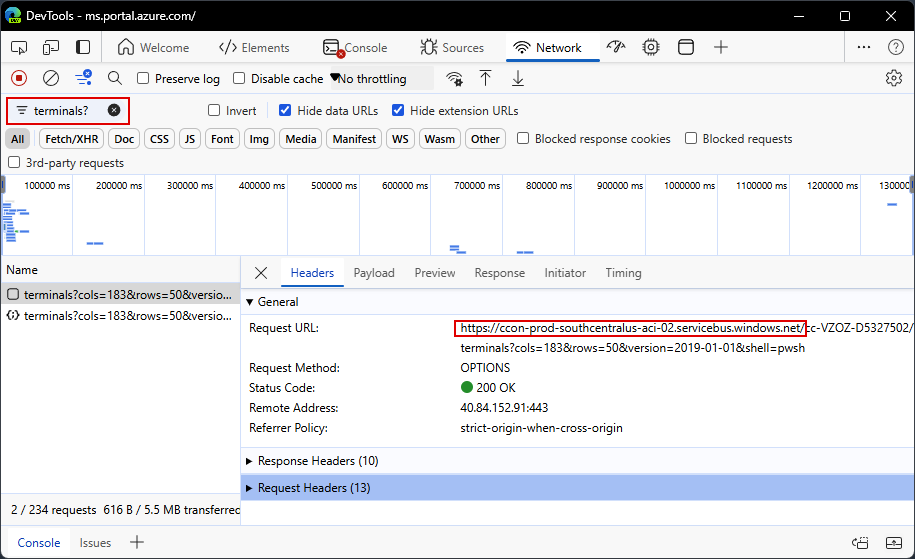 DevTools - ms.portal.azure.com/
Welcome Elements Console Sources Network
Preserve log Disable cache No throttling
terminals? Invert Hide data URLs Hide extension URLs
All Fetch/XHR Doc CSS JS Font Img Media Manifest WS Wasm Other Blocked response cookies Blocked requests
3rd-party requests
100000 ms 200000 ms 300000 ms 400000 ms 500000 ms 600000 ms 700000 ms 800000 ms 900000 ms 1000000 ms 1100000 ms 1200000 ms 130000
Name Headers Payload Preview Response Initiator Timing
terminals?cols=183&rows=50&versio...
terminals?cols=183&rows=50&versio...
General
Request URL: https://ccon-prod-southcentralus-aci-02.servicebus.windows.net/cc-VZOZ-D5327502/
terminals?cols=183&rows=50&version=2019-01-01&shell=pwsh
Request Method: OPTIONS
Status Code: 200 OK
Remote Address: 40.84.152.91:443
Referrer Policy: strict-origin-when-cross-origin
Response Headers (10)
Request Headers (13)
2 / 234 requests 616 B / 5.5 MB transferred
Console Issues